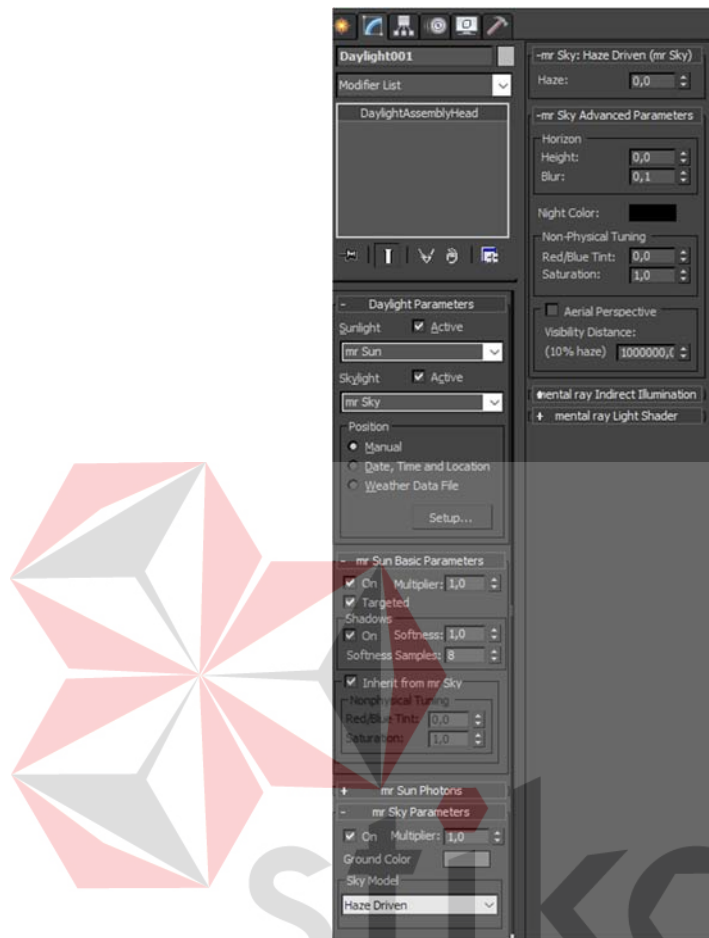 Daylight001
Modifier List
DaylightAssemblyHead
- Daylight Parameters
Sunlight Active
mr Sun
Skylight Active
mr Sky
Position
Manual
Date, Time and Location
Weather Data File
Setup...
- mr Sun Basic Parameters
On Multiplier: 1,0
Targeted
Shadows
On Softness: 1,0
Softness Samples: 8
Inherit from mr Sky
Nonphysical Tuning
Red/Blue Tint: 0,0
Saturation: 1,0
+ mr Sun Photons
- mr Sky Parameters
On Multiplier: 1,0
Ground Color
Sky Model
Haze Driven
-mr Sky: Haze Driven (mr Sky)
Haze: 0,0
-mr Sky Advanced Parameters
Horizon
Height: 0,0
Blur: 0,1
Night Color:
Non-Physical Tuning
Red/Blue Tint: 0,0
Saturation: 1,0
Aerial Perspective
Visibility Distance:
(10% haze) 1000000,(
mental ray Indirect Illumination
+ mental ray Light Shader
stiko